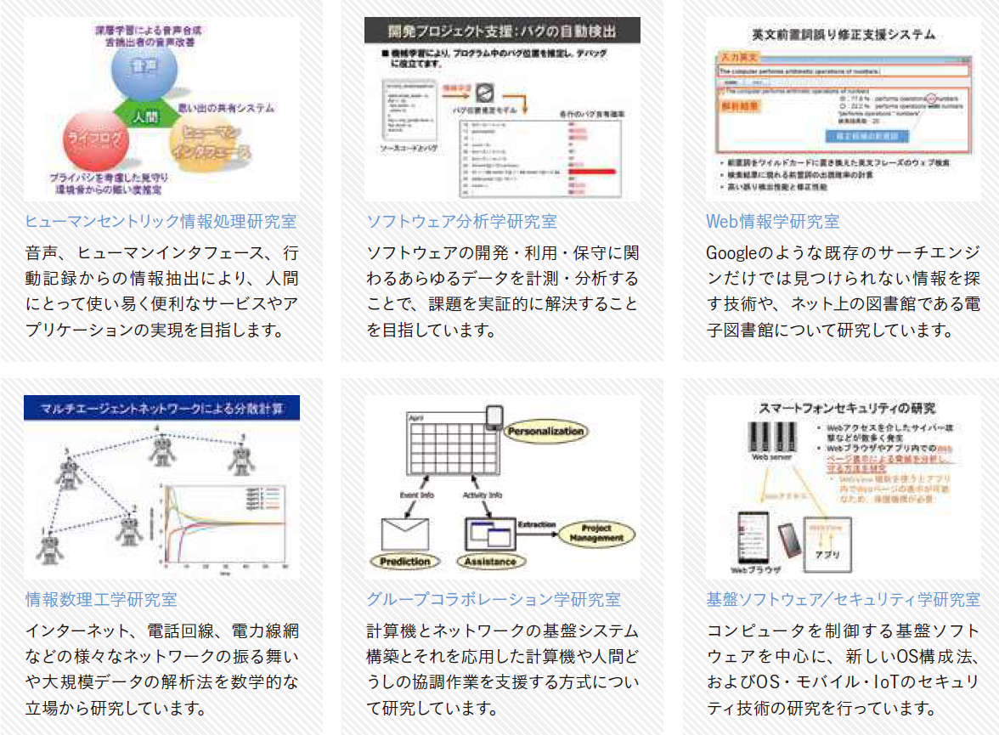 深層学習による音声合成
舌摘出者の音声改善
音声
人間
思い出の共有システム
ライフログ
ヒューマン
インタフェース
プライバシを考慮した見守り
環境音からの賑い度推定
ヒューマンセントリック情報処理研究室
音声、ヒューマンインタフェース、行
動記録からの情報抽出により、人間
にとって使い易く便利なサービスやア
プリケーションの実現を目指します。
開発プロジェクト支援：バグの自動検出
■ 機械学習により、プログラム中のバグ位置を推定し、デバッグ
に役立てます。
機械学習
バグ位置推定モデル
各行のバグ含有確率
ソースコードとバグ
ソフトウェア分析学研究室
ソフトウェアの開発・利用・保守に関
わるあらゆるデータを計測・分析する
ことで、課題を実証的に解決すること
を目指しています。
英文前置詞誤り修正支援システム
入力英文
The computer performs arithmetic operations of numbers.
The computer performs arithmetic operations of numbers
解析結果
・ 前置詞をワイルドカードに置き換えた英文フレーズのウェブ検索
・ 検索結果に現れる前置詞の出現確率の計算
・ 高い誤り検出性能と修正性能
Web情報学研究室
Googleのような既存のサーチエンジ
ンだけでは見つけられない情報を探
す技術や、ネット上の図書館である電
子図書館について研究しています。
マルチエージェントネットワークによる分散計算
4
3
5
2
1
情報数理工学研究室
インターネット、電話回線、電力線網
などの様々なネットワークの振る舞い
や大規模データの解析法を数学的な
立場から研究しています。
April
Personalization
Event Info
Activity Info
Extraction
Project
Management
Prediction
Assistance
グループコラボレーション学研究室
計算機とネットワークの基盤システム
構築とそれを応用した計算機や人間ど
うしの協調作業を支援する方式につい
て研究しています。
スマートフォンセキュリティの研究
• Webアクセスを介したサイバー攻
撃などが数多く発生
• Webブラウザやアプリ内でのWeb
ページ表示による脅威を分析し、
守る方法を研究
• WebView 機能を使うとアプリ
内でWebページの表示が可能
なため、保護機構が必要
Web server
Webアクセス
WebView
アプリ
Webブラウザ
基盤ソフトウェア/セキュリティ学研究室
コンピュータを制御する基盤ソフト
ウェアを中心に、新しいOS構成法、
およびOS・モバイル・IoTのセキュリ
ティ技術の研究を行っています。